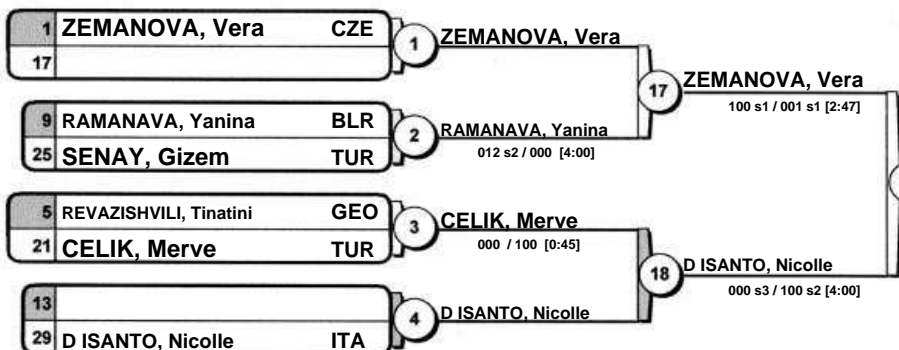 1 ZEMANOVA, Vera CZE
17
1
ZEMANOVA, Vera
9 RAMANAVA, Yanina BLR
25 SENAY, Gizem TUR
2
RAMANAVA, Yanina
012 s2 / 000 [4:00]
17
ZEMANOVA, Vera
100 s1 / 001 s1 [2:47]
5 REVAZISHVILI, Tinatini GEO
21 CELIK, Merve TUR
3
CELIK, Merve
000 / 100 [0:45]
13
29 D ISANTO, Nicolle ITA
4
D ISANTO, Nicolle
18
D ISANTO, Nicolle
000 s3 / 100 s2 [4:00]